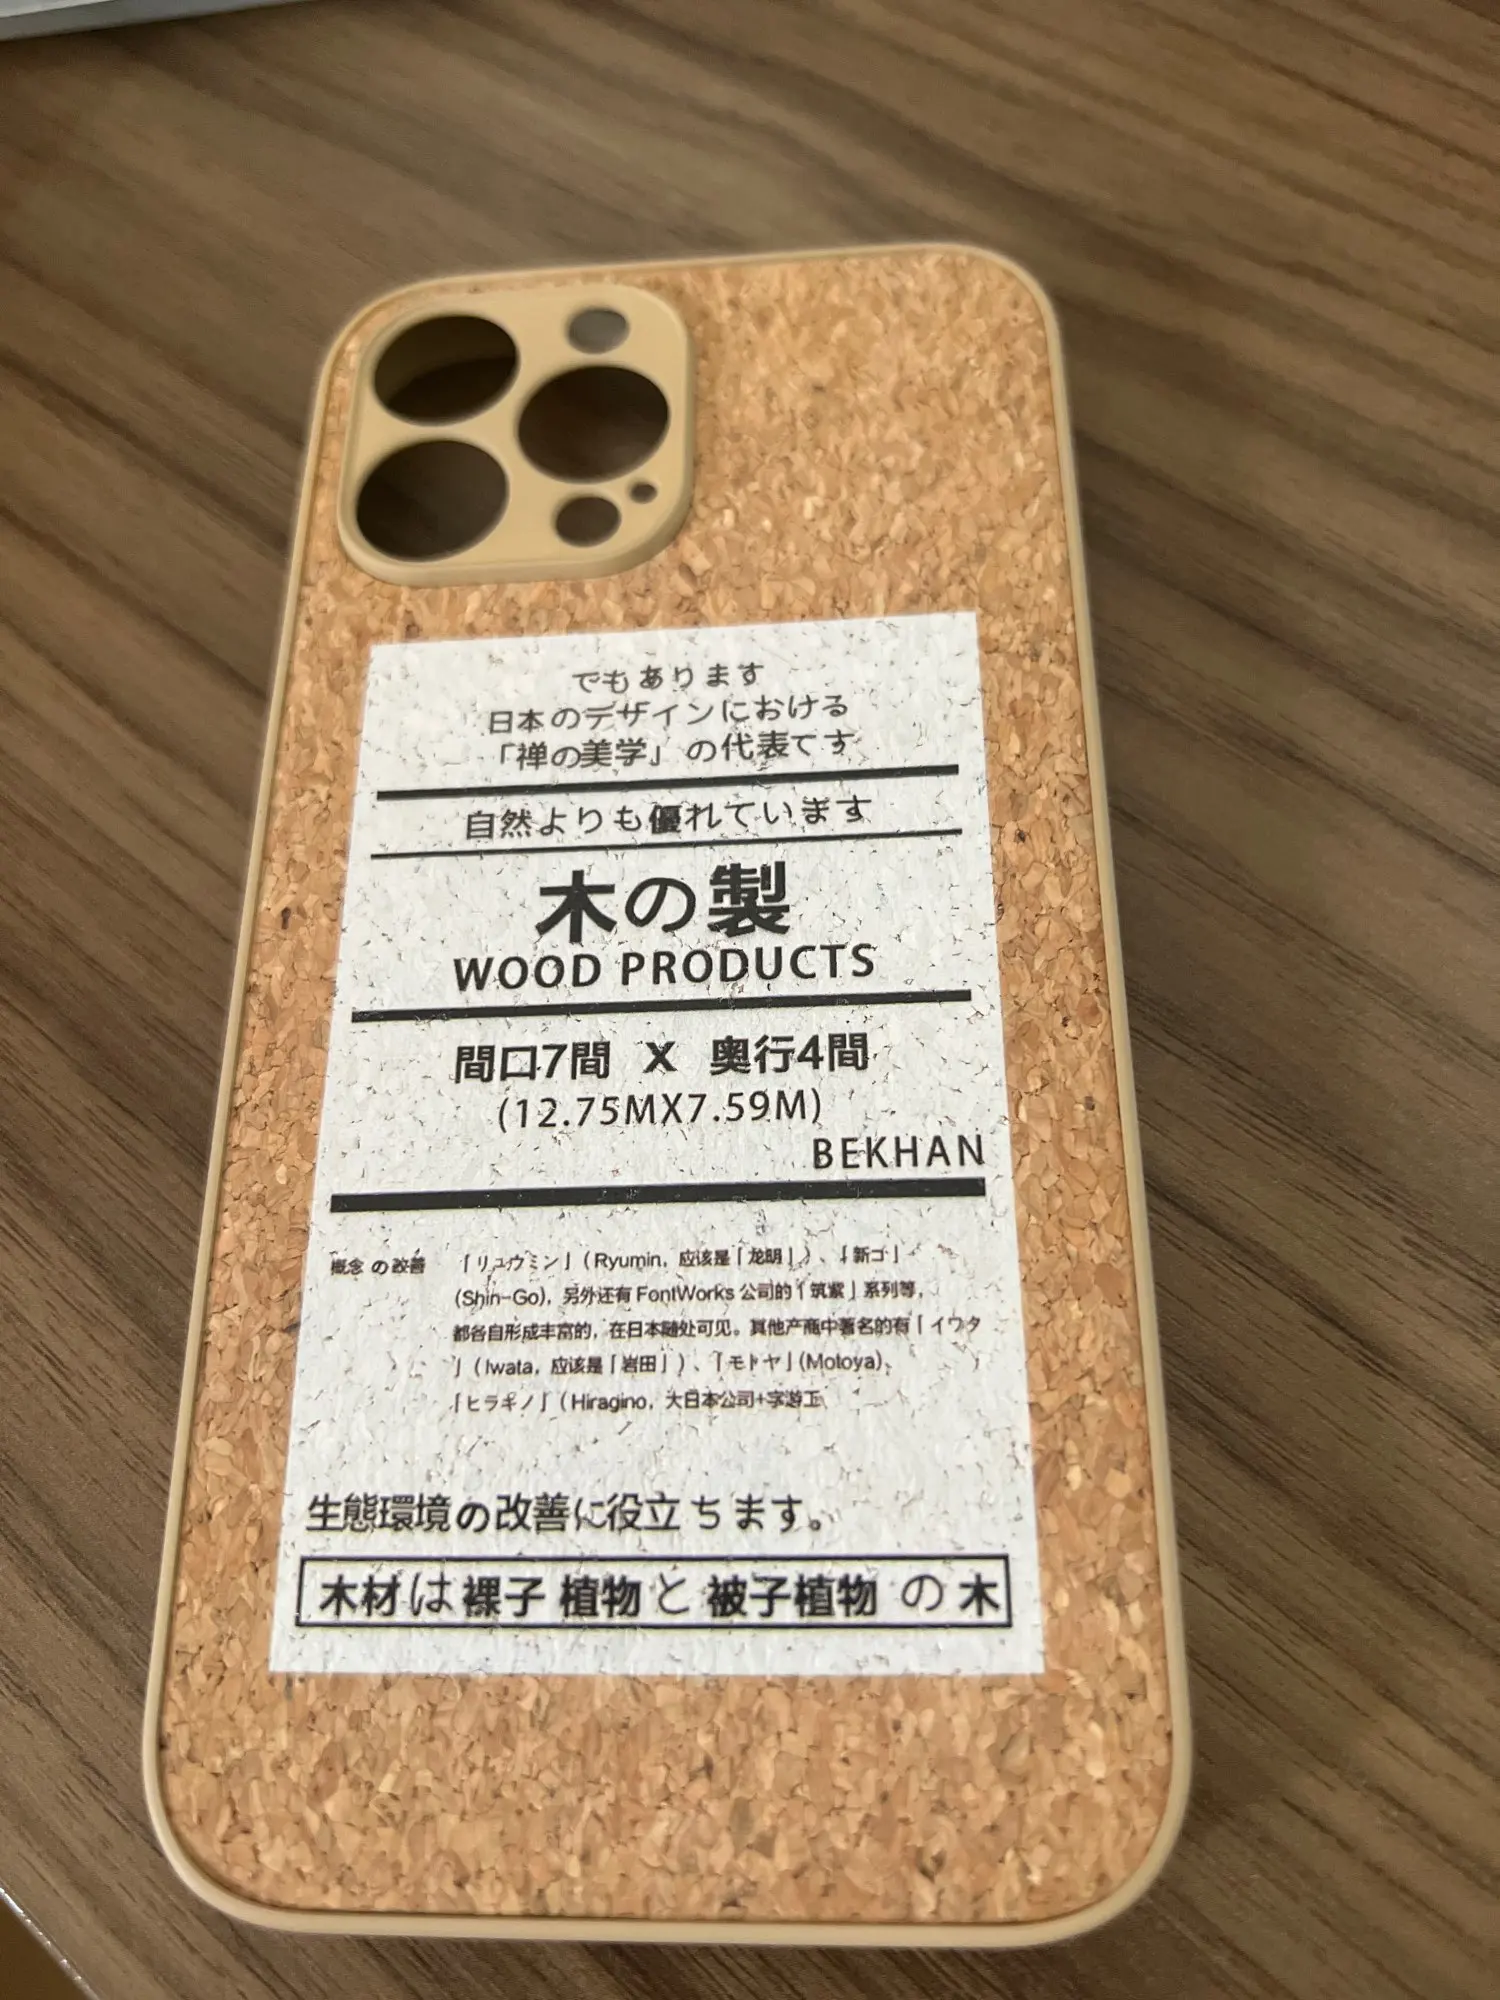 でもあります
日本のデザインにおける
「禅の美学」の代表てす
自然よりも優れています
木の製
WOOD PRODUCTS
間口7間 X 奥行4間
(12.75MX7.59M)
BEKHAN
概念 の改善 「リュウミン」（Ryumin，应该是「龙明」）、「新ゴ」
(Shin-Go)，另外还有 FontWorks 公司的「筑紫」系列等，
都各自形成丰富的，在日本随处可见。其他产商中著名的有「イワタ
」（Iwata，应该是「岩田」）、「モトヤ」(Motoya)、
「ヒラギノ」（Hiragino，大日本公司+字游工
生態環境の改善に役立ちます。
木材は裸子 植物と 被子植物 の 木